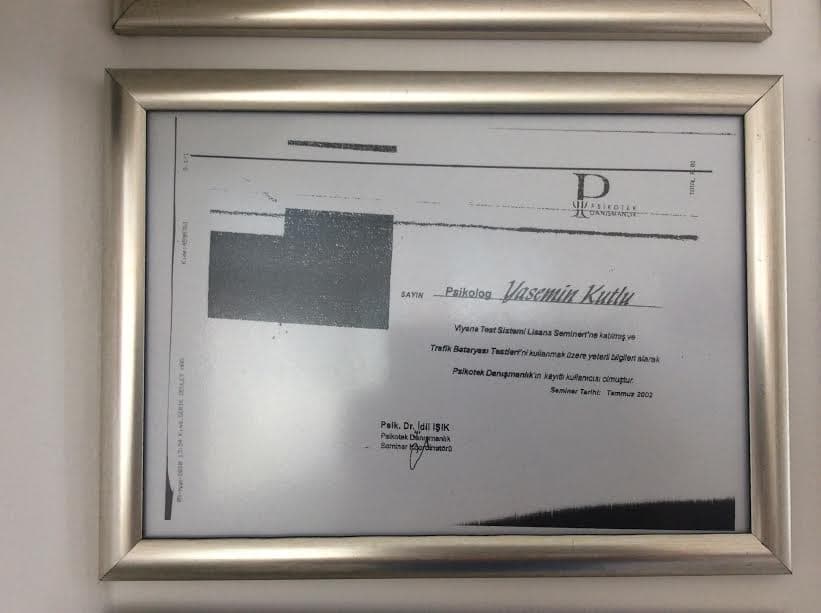 PSİKOTEK
DANIŞMANLIK
SAYIN Psikolog Yasemin Kutlu
Viyana Test Sistemi Lisans Semineri'ne katılmış ve
Trafik Bataryası Testleri'ni kullanmak üzere yeterli bilgileri alarak
Psikotek Danışmanlık'ın kayıtlı kullanıcısı olmuştur.
Seminer Tarihi: Temmuz 2002
Psik. Dr. İdil IŞIK
Psikotek Danışmanlık
Seminer Koordinatörü